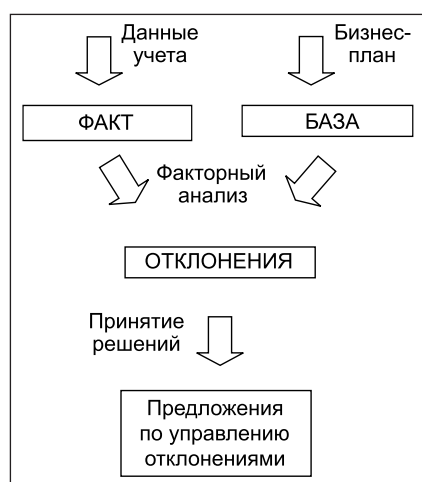 Данные
учета
Бизнес-
план
ФАКТ
БАЗА
Факторный
анализ
ОТКЛОНЕНИЯ
Принятие
решений
Предложения
по управлению
отклонениями